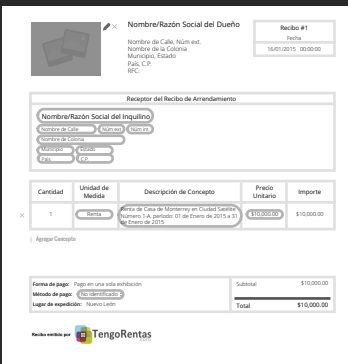 Nombre/Razón Social del Dueño
Nombre de Calle, Núm ext.
Nombre de la Colonia
Municipio, Estado
País, C.P.
RFC:
Recibo #1
Fecha
16/01/2015 00:00:00
Receptor del Recibo de Arrendamiento
Nombre/Razón Social del Inquilino
Nombre de Calle Núm ext Núm int
Nombre de Colonia
Municipio Estado
País C.P.
Cantidad Unidad de Medida Descripción de Concepto Precio Unitario Importe
1 Renta Renta de Casa de Monterrey en Ciudad Satélite $10,000.00 $10,000.00
Número 1-A, periodo: 01 de Enero de 2015 a 31
de Enero de 2015
Agregar Concepto
Forma de pago: Pago en una sola exhibición
Método de pago: No identificado
Lugar de expedición: Nuevo León
Subtotal $10,000.00
Total $10,000.00
Recibo emitido por TengoRentas
.com